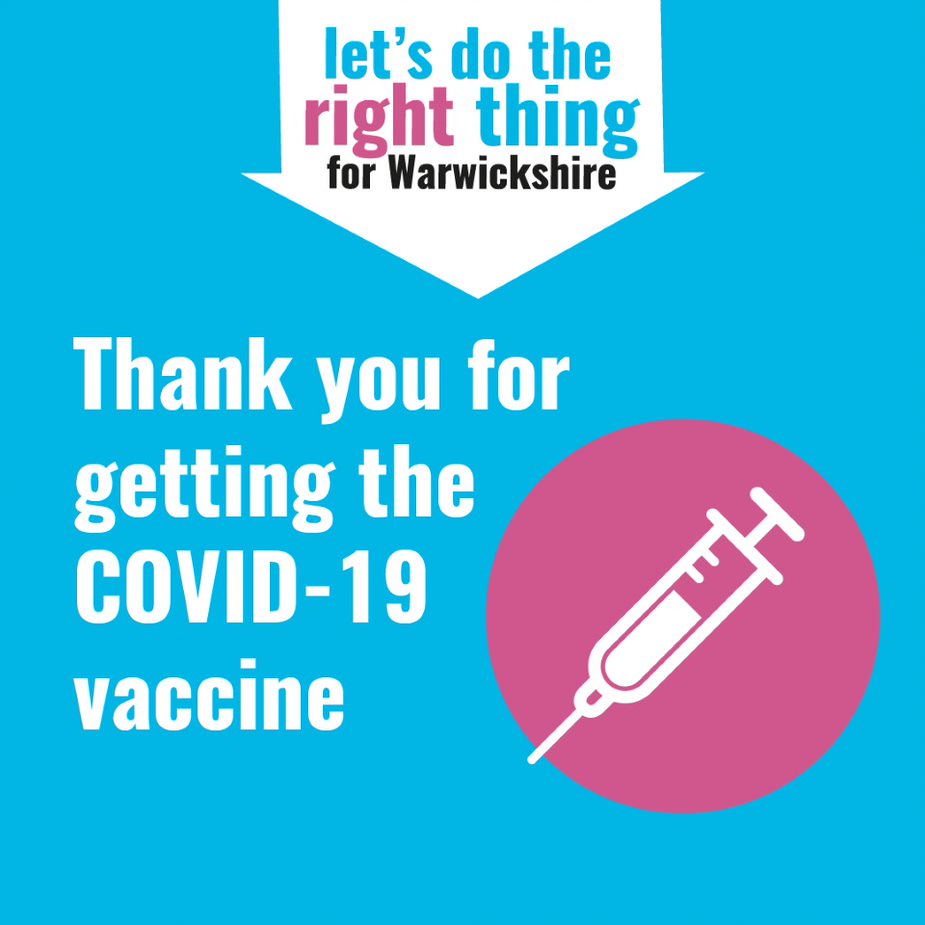 let's do the
right thing
for Warwickshire
Thank you for
getting the
COVID-19
vaccine